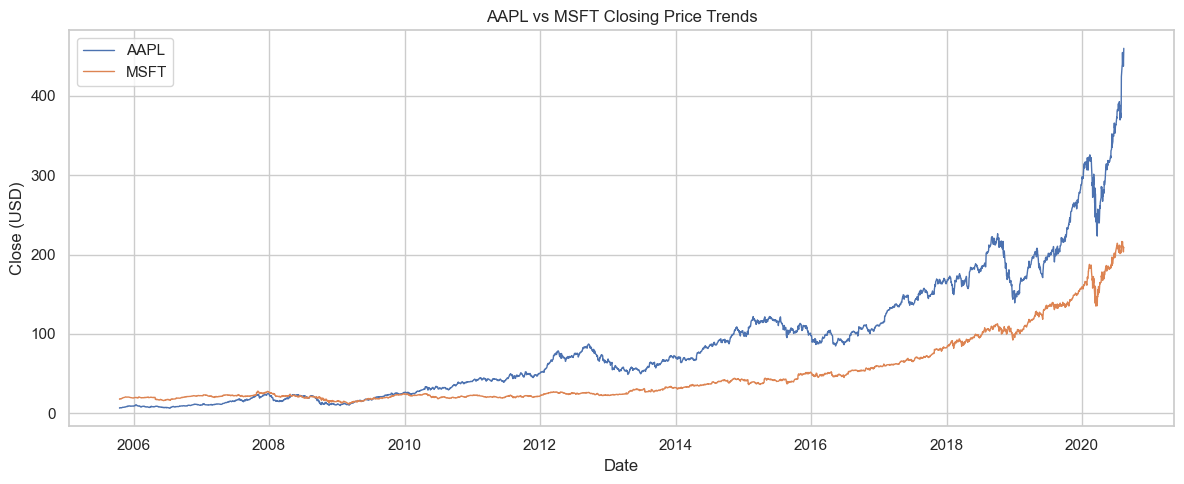 AAPL vs MSFT Closing Price Trends
AAPL
MSFT
Close (USD)
400
300
200
100
0
2006 2008 2010 2012 2014 2016 2018 2020
Date